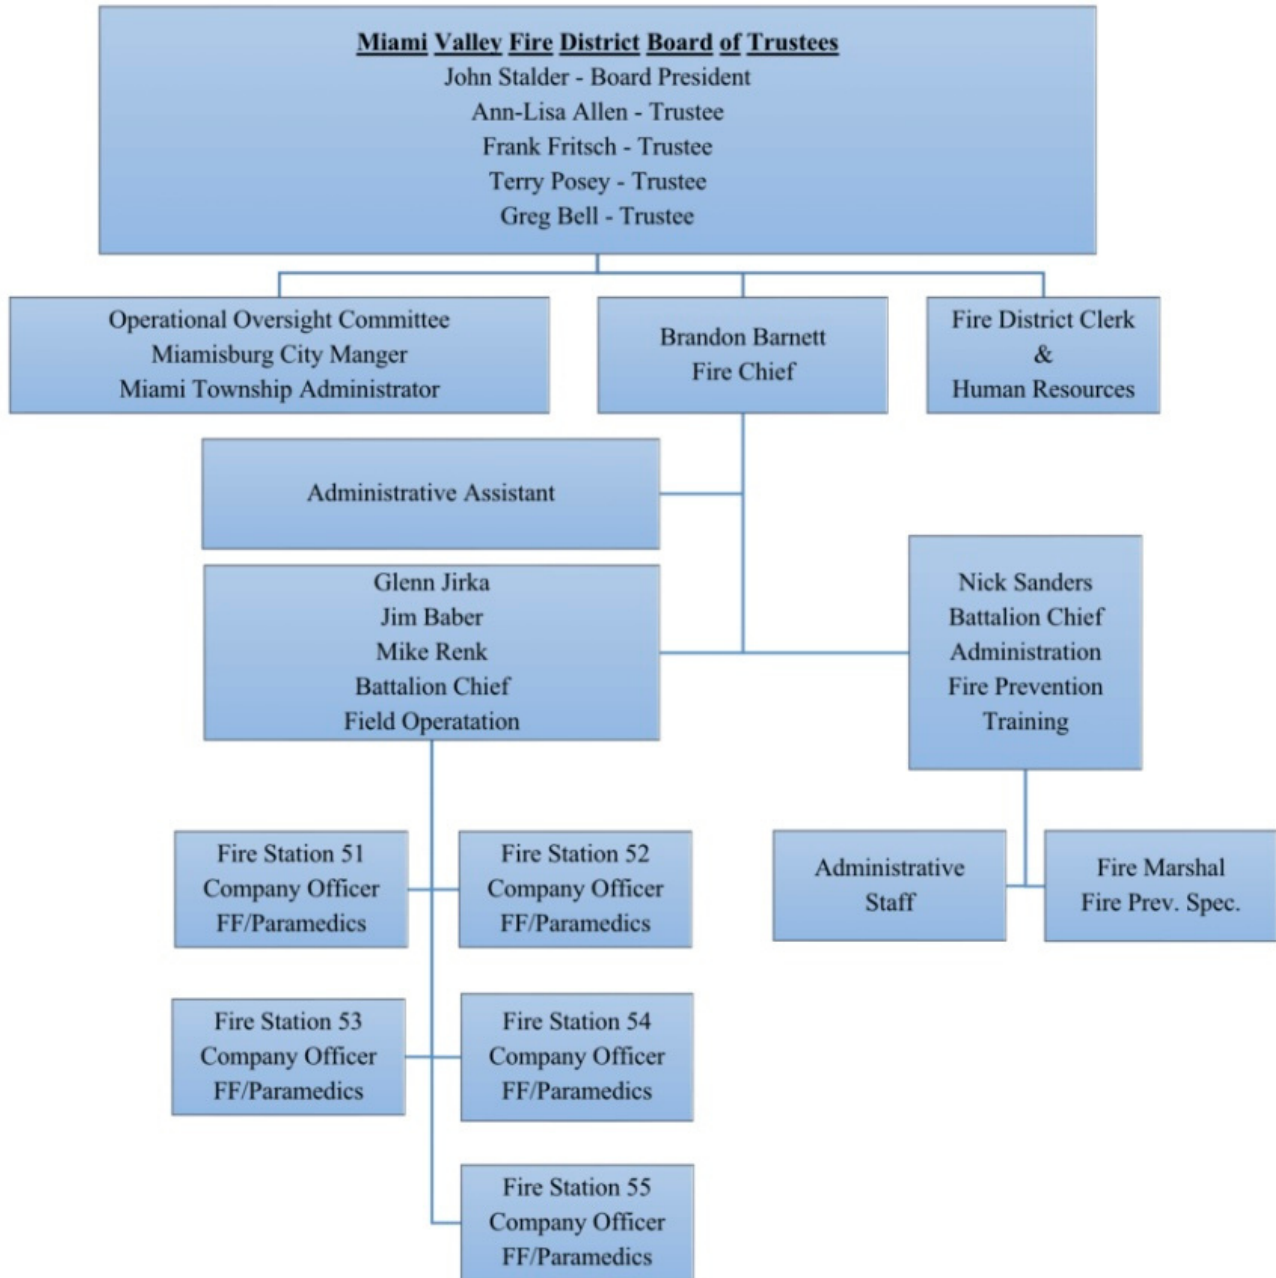 Miami Valley Fire District Board of Trustees
John Stalder - Board President
Ann-Lisa Allen - Trustee
Frank Fritsch - Trustee
Terry Posey - Trustee
Greg Bell - Trustee
Operational Oversight Committee
Miamisburg City Manger
Miami Township Administrator
Brandon Barnett
Fire Chief
Fire District Clerk
&
Human Resources
Administrative Assistant
Glenn Jirka
Jim Baber
Mike Renk
Battalion Chief
Field Operatation
Nick Sanders
Battalion Chief
Administration
Fire Prevention
Training
Fire Station 51
Company Officer
FF/Paramedics
Fire Station 52
Company Officer
FF/Paramedics
Administrative
Staff
Fire Marshal
Fire Prev. Spec.
Fire Station 53
Company Officer
FF/Paramedics
Fire Station 54
Company Officer
FF/Paramedics
Fire Station 55
Company Officer
FF/Paramedics